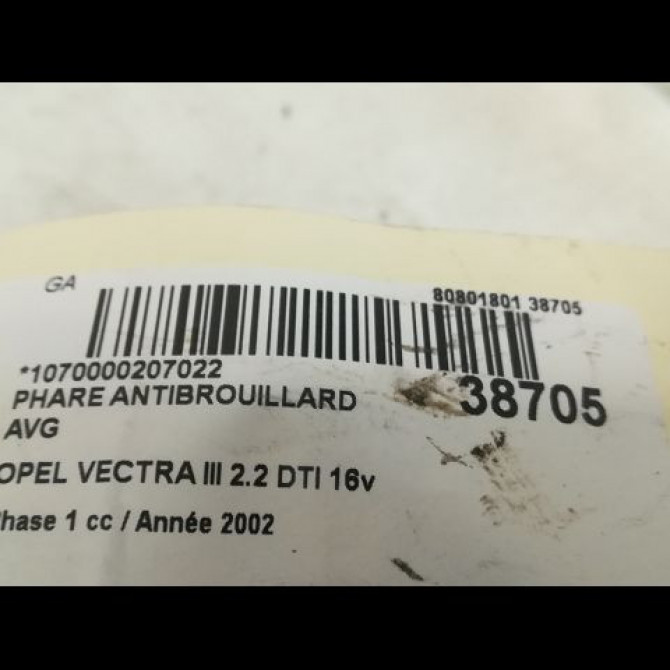 GA
80801801 38705
*1070000207022
38705
PHARE ANTIBROUILLARD
AVG
OPEL VECTRA III 2.2 DTI 16v
Phase 1 cc / Année 2002